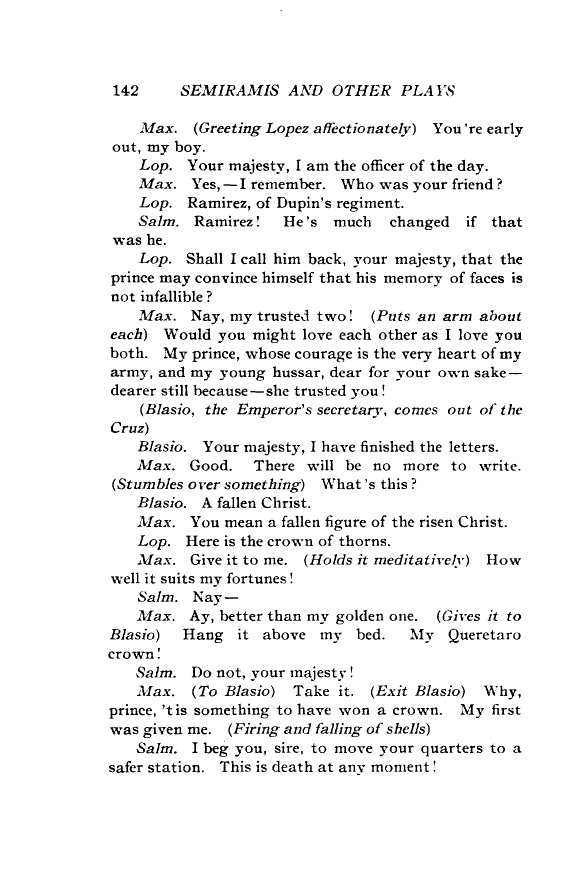 142 SEMIRAMIS AND OTHER PLAYS
Max. (Greeting Lopez affectionately) You're early
out, my boy.
Lop. Your majesty, I am the officer of the day.
Max. Yes,—I remember. Who was your friend?
Lop. Ramirez, of Dupin's regiment.
Salm. Ramirez! He's much changed if that
was he.
Lop. Shall I call him back, your majesty, that the
prince may convince himself that his memory of faces is
not infallible?
Max. Nay, my trusted two! (Puts an arm about
each) Would you might love each other as I love you
both. My prince, whose courage is the very heart of my
army, and my young hussar, dear for your own sake—
dearer still because—she trusted you!
(Blasio, the Emperor's secretary, comes out of the
Cruz)
Blasio. Your majesty, I have finished the letters.
Max. Good. There will be no more to write.
(Stumbles over something) What's this?
Blasio. A fallen Christ.
Max. You mean a fallen figure of the risen Christ.
Lop. Here is the crown of thorns.
Max. Give it to me. (Holds it meditatively) How
well it suits my fortunes!
Salm. Nay—
Max. Ay, better than my golden one. (Gives it to
Blasio) Hang it above my bed. My Queretaro
crown!
Salm. Do not, your majesty!
Max. (To Blasio) Take it. (Exit Blasio) Why,
prince, 'tis something to have won a crown. My first
was given me. (Firing and falling of shells)
Salm. I beg you, sire, to move your quarters to a
safer station. This is death at any moment!